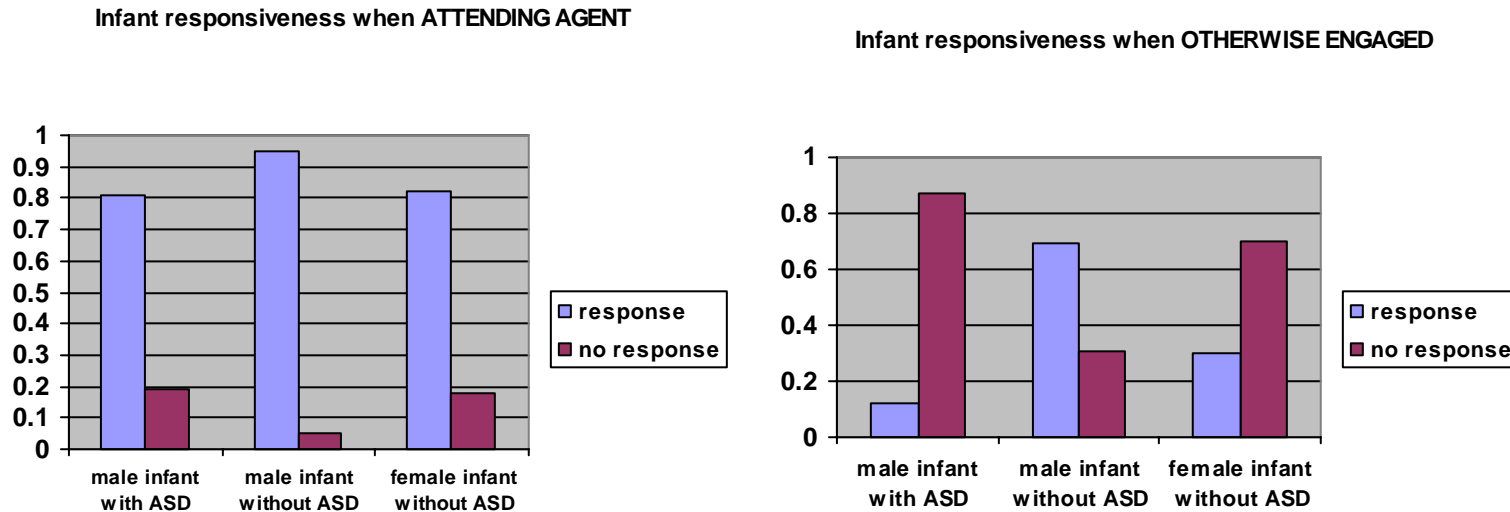 Infant responsiveness when ATTENDING AGENT
1
0.9
0.8
0.7
0.6
0.5
0.4
0.3
0.2
0.1
0
male infant
with ASD
male infant
without ASD
female infant
without ASD
response
no response
Infant responsiveness when OTHERWISE ENGAGED
1
0.8
0.6
0.4
0.2
0
male infant
with ASD
male infant
without ASD
female infant
without ASD
response
no response